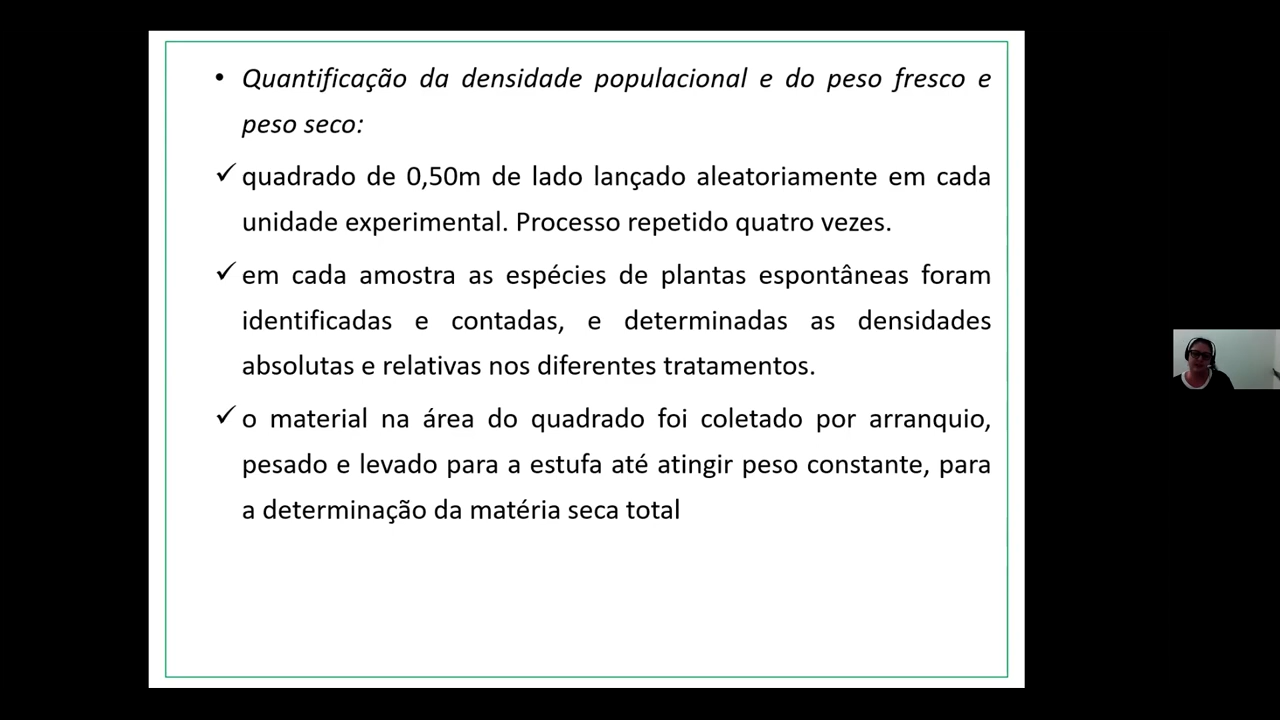 • Quantificação da densidade populacional e do peso fresco e
peso seco:
✓ quadrado de 0,50m de lado lançado aleatoriamente em cada
unidade experimental. Processo repetido quatro vezes.
✓ em cada amostra as espécies de plantas espontâneas foram
identificadas e contadas, e determinadas as densidades
absolutas e relativas nos diferentes tratamentos.
✓ o material na área do quadrado foi coletado por arranquio,
pesado e levado para a estufa até atingir peso constante, para
a determinação da matéria seca total